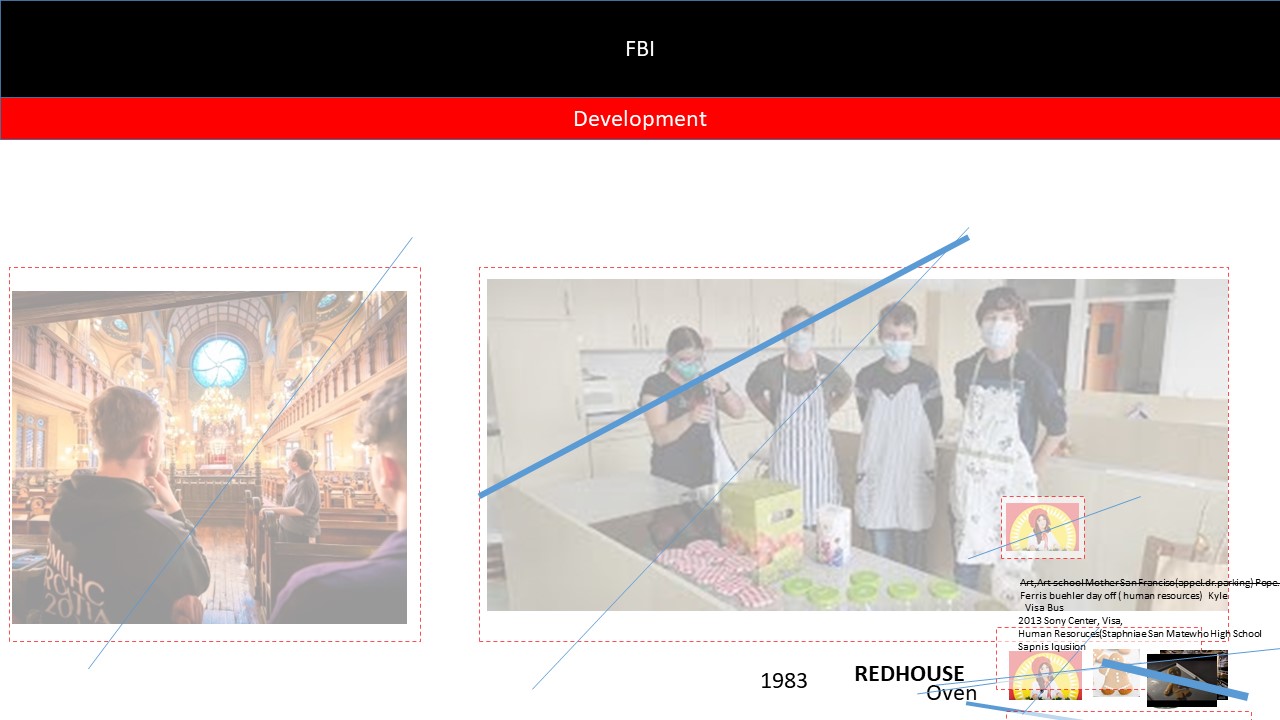 FBI
Development
Art,Art school Mother San Franciso(appel.dr.parking) Pope.
Ferris buehler day off ( human resources) Kyle
Visa Bus
2013 Sony Center, Visa,
Human Resoruces(Staphniae San Matewho High School
Sapnis Iqusiion
1983
REDHOUSE
Oven